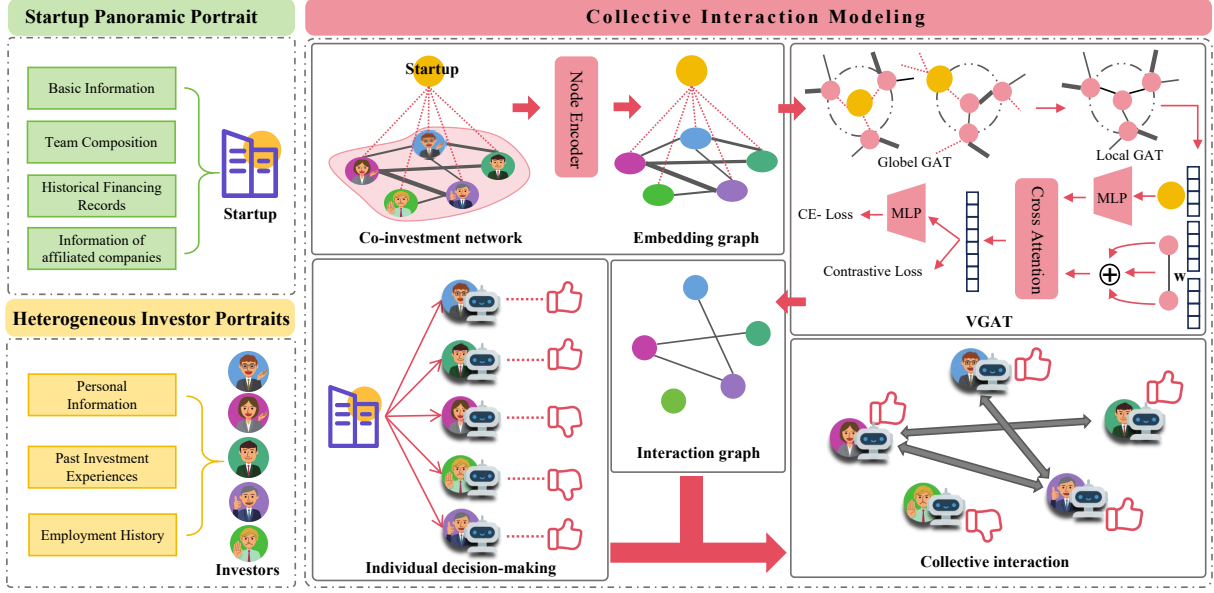 Startup Panoramic Portrait
Basic Information
Team Composition
Historical Financing
Records
Information of
affiliated companies
Startup
Heterogeneous Investor Portraits
Personal
Information
Past Investment
Experiences
Employment History
Investors
Collective Interaction Modeling
Startup
Co-investment network
Node Encoder
Embedding graph
Globel GAT
Local GAT
CE- Loss
MLP
Cross Attention
MLP
Contrastive Loss
w
VGAT
Individual decision-making
Interaction graph
Collective interaction